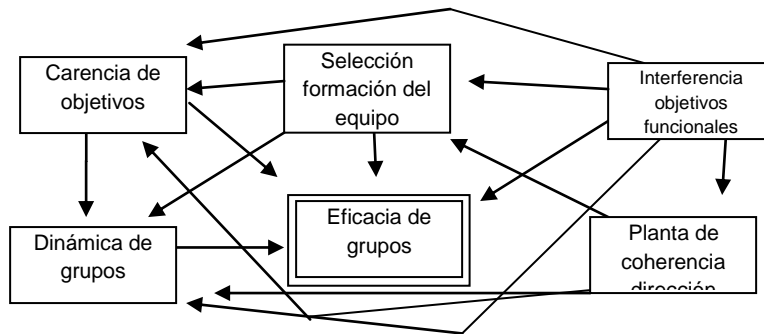 Carencia de
objetivos
Selección
formación del
equipo
Interferencia
objetivos
funcionales
Dinámica de
grupos
Eficacia de
grupos
Planta de
coherencia
dirección